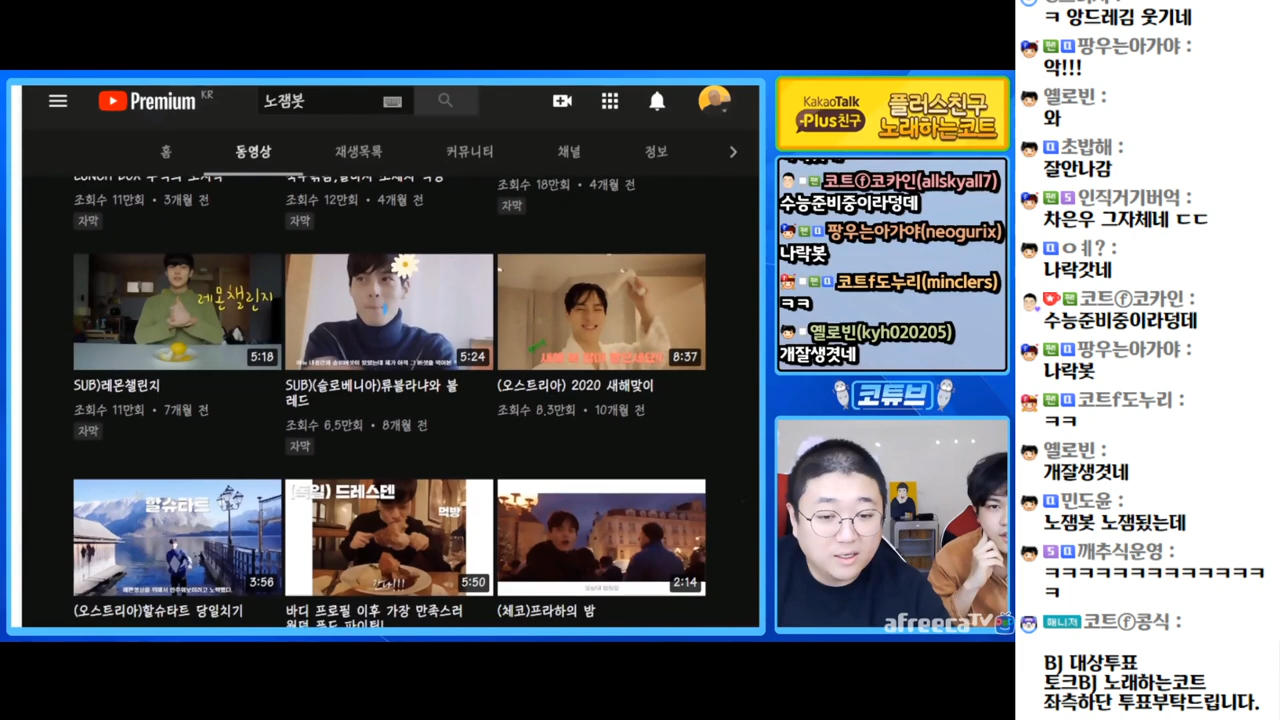 Premium KR
노잼봇
홈
동영상
재생목록
커뮤니티
채널
정보
조회수 11만회 • 3개월 전
자막
조회수 12만회 • 4개월 전
자막
조회수 18만회 • 4개월 전
자막
레몬챌린지
5:18
SUB)레몬챌린지
조회수 11만회 • 7개월 전
자막
5:24
SUB)(슬로베니아)류블랴냐와 블
레드
조회수 6.5만회 • 8개월 전
자막
8:37
(오스트리아) 2020 새해맞이
조회수 8.3만회 • 10개월 전
할슈타트
3:56
(오스트리아)할슈타트 당일치기
(독일) 드레스덴
먹방
간다!!!
5:50
바디 프로필 이후 가장 만족스러
2:14
(체코)프라하의 밤
KakaoTalk
Plus친구
플러스친구
노래하는코트
코트ⓕ코카인(allskyall7)
수능준비중이라덩데
팡우는아가야(neogurix)
나락봇
코트f도누리(minclers)
ㅋㅋ
옐로빈(kyh020205)
개잘생겻네
코튜브
afreecaTV
ㅋ 앙드레김 웃기네
팬 팡우는아가야 :
악!!!
옐로빈 :
와
초밥해 :
잘안나감
팬 S 인직거기버억 :
차은우 그자체네 ㄷㄷ
ㅇㅖ? :
나락갓네
팬 코트ⓕ코카인 :
수능준비중이라덩데
팬 팡우는아가야 :
나락봇
팬 코트f도누리 :
ㅋㅋ
옐로빈 :
개잘생겻네
민도윤 :
노잼봇 노잼됬는데
S 깨추식운영 :
ㅋㅋㅋㅋㅋㅋㅋㅋㅋㅋㅋㅋㅋ
ㅋ
매니저 코트ⓕ콩식 :
BJ 대상투표
토크BJ 노래하는코트
좌측하단 투표부탁드립니다.